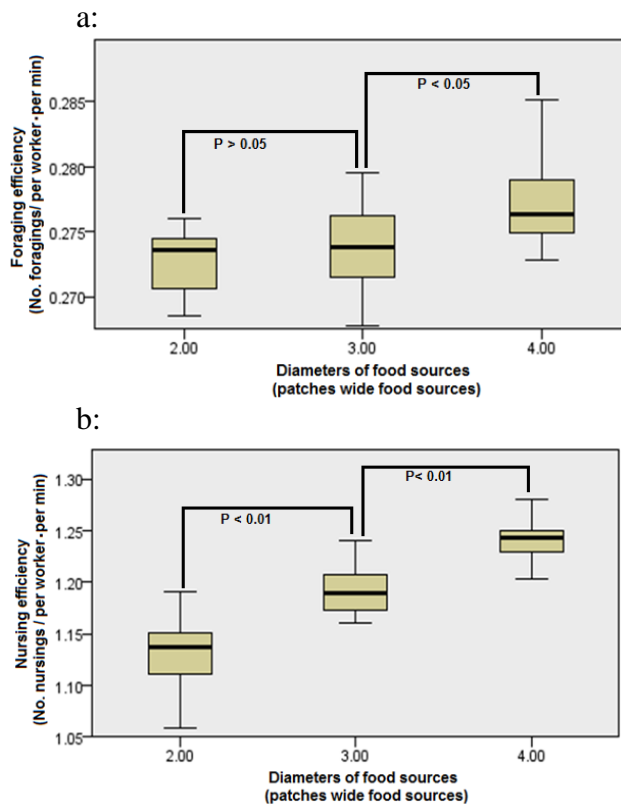 a:
Foraging efficiency
(No. foragings/ per worker·per min)
0.285
0.280
0.275
0.270
P > 0.05
P < 0.05
2.00
3.00
4.00
Diameters of food sources
(patches wide food sources)
b:
Nursing efficiency
(No. nursings / per worker·per min)
1.30
1.25
1.20
1.15
1.10
1.05
P < 0.01
P< 0.01
2.00
3.00
4.00
Diameters of food sources
(patches wide food sources)